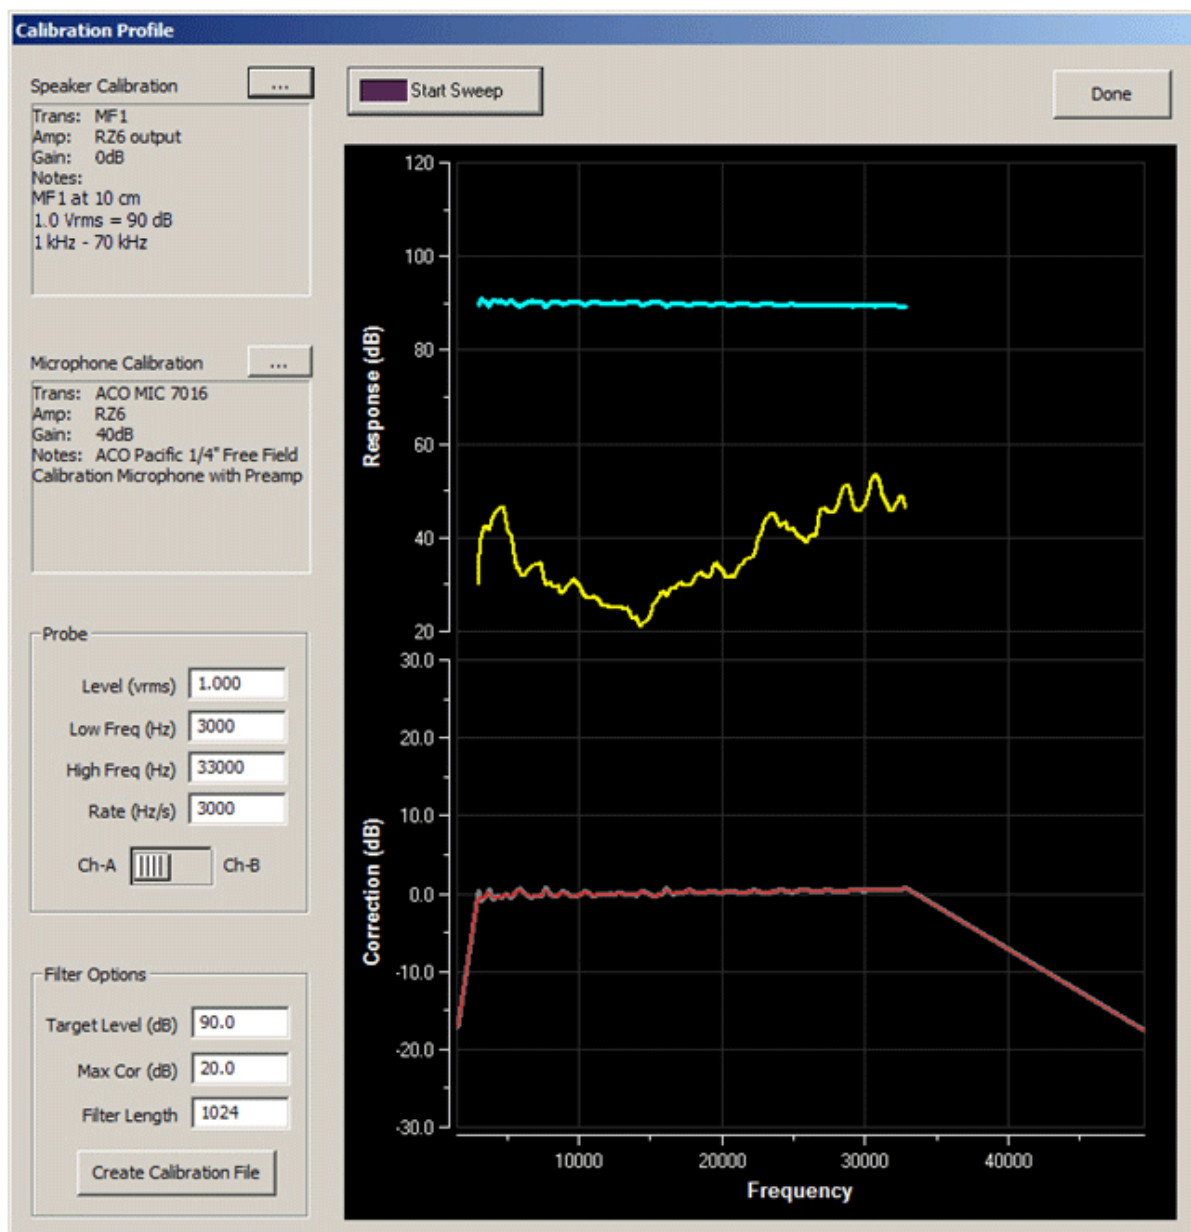 Calibration Profile
Speaker Calibration
...
Trans: MF1
Amp: RZ6 output
Gain: 0dB
Notes:
MF1 at 10 cm
1.0 Vrms = 90 dB
1 kHz - 70 kHz
Microphone Calibration
...
Trans: ACO MIC 7016
Amp: RZ6
Gain: 40dB
Notes: ACO Pacific 1/4" Free Field
Calibration Microphone with Preamp
Probe
Level (vrms) 1.000
Low Freq (Hz) 3000
High Freq (Hz) 33000
Rate (Hz/s) 3000
Ch-A Ch-B
Filter Options
Target Level (dB) 90.0
Max Cor (dB) 20.0
Filter Length 1024
Create Calibration File
Start Sweep
Done
Response (dB)
120
100
80
60
40
20
Correction (dB)
30.0
20.0
10.0
0.0
-10.0
-20.0
-30.0
10000 20000 30000 40000
Frequency